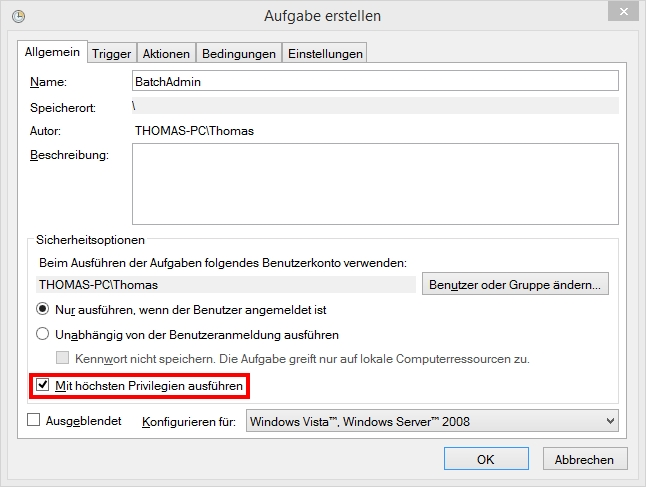 Aufgabe erstellen
Allgemein Trigger Aktionen Bedingungen Einstellungen
Name: BatchAdmin
Speicherort: \
Autor: THOMAS-PC\Thomas
Beschreibung:
Sicherheitsoptionen
Beim Ausführen der Aufgaben folgendes Benutzerkonto verwenden:
THOMAS-PC\Thomas Benutzer oder Gruppe ändern...
Nur ausführen, wenn der Benutzer angemeldet ist
Unabhängig von der Benutzeranmeldung ausführen
Kennwort nicht speichern. Die Aufgabe greift nur auf lokale Computerressourcen zu.
Mit höchsten Privilegien ausführen
Ausgeblendet Konfigurieren für: Windows Vista™, Windows Server™ 2008
OK Abbrechen